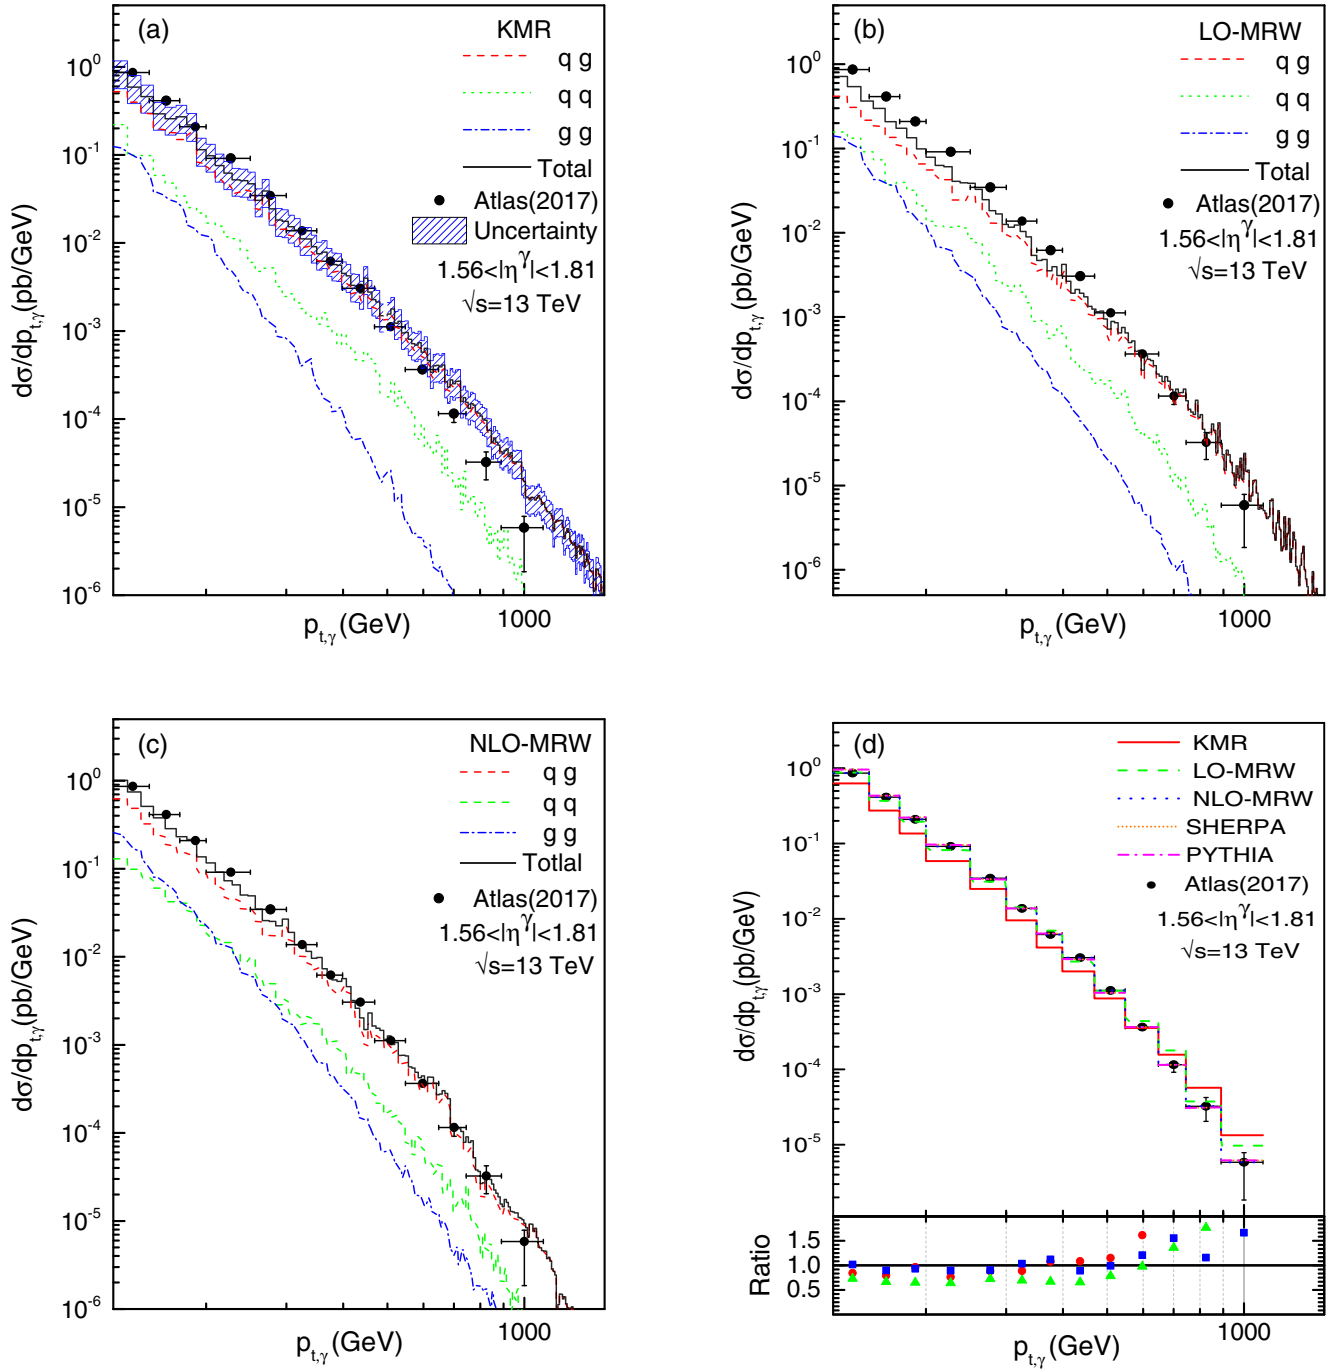 (a)
KMR
q g
q q
g g
Total
Atlas(2017)
Uncertainty
1.56<|η^γ|<1.81
√s=13 TeV
10^0
10^-1
10^-2
10^-3
10^-4
10^-5
10^-6
dσ/dp_t,γ(pb/GeV)
1000
p_t,γ(GeV)
(b)
LO-MRW
q g
q q
g g
Total
Atlas(2017)
1.56<|η^γ|<1.81
√s=13 TeV
10^0
10^-1
10^-2
10^-3
10^-4
10^-5
10^-6
dσ/dp_t,γ(pb/GeV)
1000
p_t,γ(GeV)
(c)
NLO-MRW
q g
q q
g g
Totlal
Atlas(2017)
1.56<|η^γ|<1.81
√s=13 TeV
10^0
10^-1
10^-2
10^-3
10^-4
10^-5
10^-6
dσ/dp_t,γ(pb/GeV)
1000
p_t,γ(GeV)
(d)
KMR
LO-MRW
NLO-MRW
SHERPA
PYTHIA
Atlas(2017)
1.56<|η^γ|<1.81
√s=13 TeV
10^0
10^-1
10^-2
10^-3
10^-4
10^-5
dσ/dp_t,γ(pb/GeV)
1.5
1.0
0.5
Ratio
1000
p_t,γ(GeV)